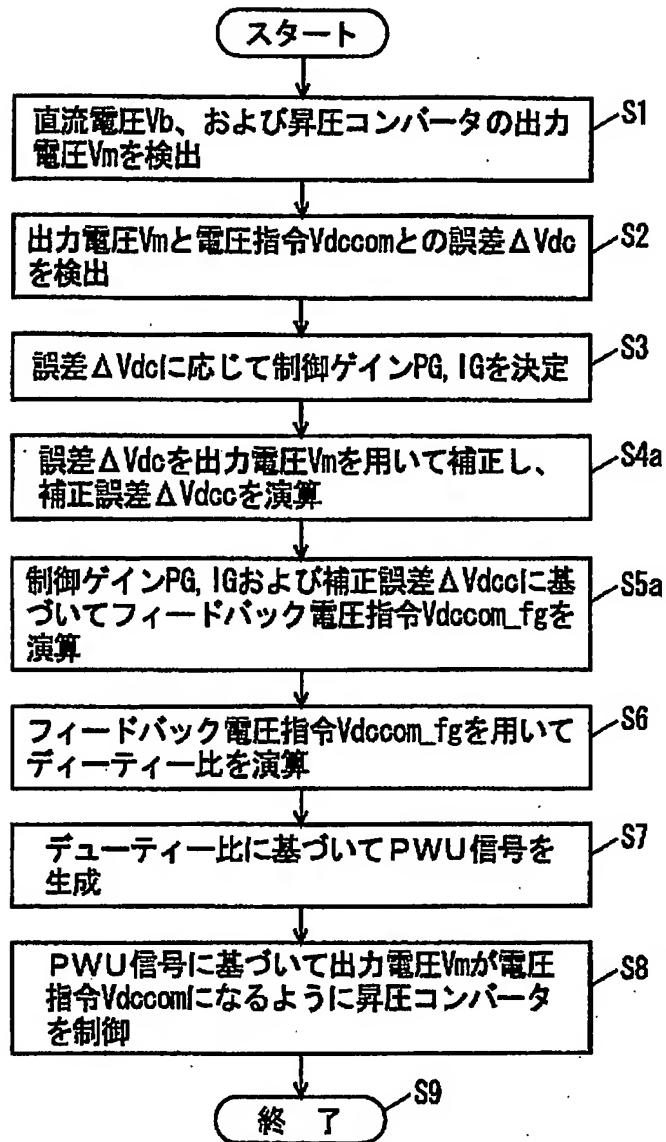 スタート
直流電圧Vb、および昇圧コンバータの出力
電圧Vmを検出
S1
出力電圧Vmと電圧指令Vdccomとの誤差ΔVdc
を検出
S2
誤差ΔVdcに応じて制御ゲインPG, IGを決定
S3
誤差ΔVdcを出力電圧Vmを用いて補正し、
補正誤差ΔVdccを演算
S4a
制御ゲインPG, IGおよび補正誤差ΔVdccに基
づいてフィードバック電圧指令Vdccom_fgを
演算
S5a
フィードバック電圧指令Vdccom_fgを用いて
ディーティー比を演算
S6
デューティー比に基づいてPWU信号を
生成
S7
PWU信号に基づいて出力電圧Vmが電圧
指令Vdccomになるように昇圧コンバータ
を制御
S8
終 了
S9